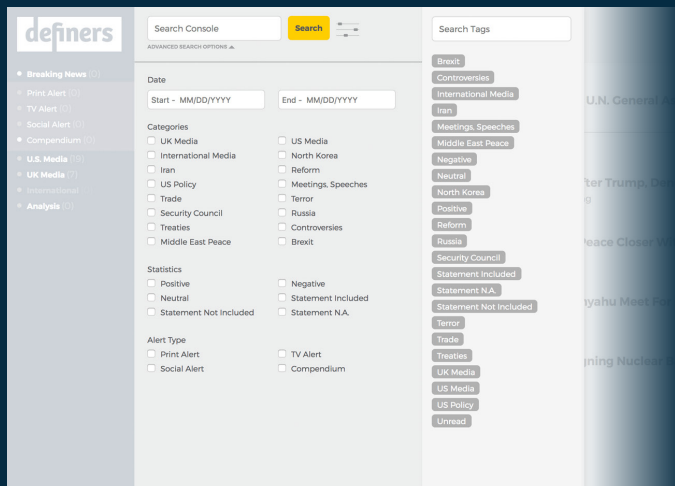 definers
Breaking News (0)
Print Alert (0)
TV Alert (0)
Social Alert (0)
Compendium (0)
U.S. Media
UK Media (7)
International
Analysis (0)
Search Console
Search
ADVANCED SEARCH OPTIONS
Date
Start - MM/DD/YYYY End - MM/DD/YYYY
Categories
UK Media US Media
International Media North Korea
Iran Reform
US Policy Meetings, Speeches
Trade Terror
Security Council Russia
Treaties Controversies
Middle East Peace Brexit
Statistics
Positive Negative
Neutral Statement Included
Statement Not Included Statement N.A.
Alert Type
Print Alert TV Alert
Social Alert Compendium
Search Tags
Brexit
Controversies
International Media
Iran
Meetings, Speeches
Middle East Peace
Negative
Neutral
North Korea
Positive
Reform
Russia
Security Council
Statement Included
Statement N.A.
Statement Not Included
Terror
Trade
Treaties
UK Media
US Media
US Policy
Unread
U.N. General
Trump,
Peace Closer
Meet For
Nuclear